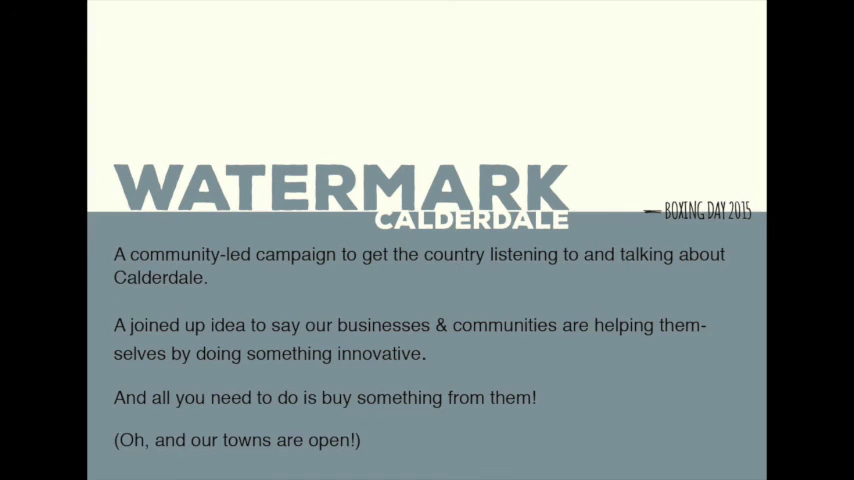 WATERMARK
CALDERDALE
BOXING DAY 2015
A community-led campaign to get the country listening to and talking about
Calderdale.
A joined up idea to say our businesses & communities are helping them-
selves by doing something innovative.
And all you need to do is buy something from them!
(Oh, and our towns are open!)